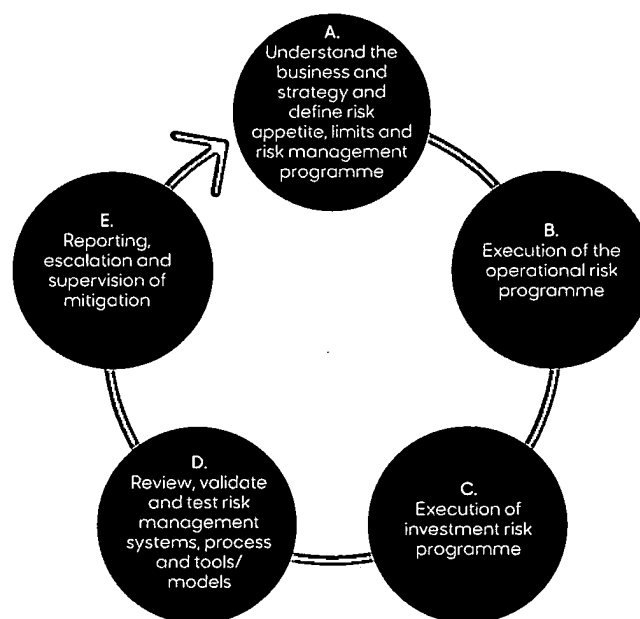 A.
Understand the
business and
strategy and
define risk
appetite, limits and
risk management
programme
B.
Execution of the
operational risk
programme
C.
Execution of
investment risk
programme
D.
Review, validate
and test risk
management
systems, process
and tools/
models
E.
Reporting,
escalation and
supervision of
mitigation